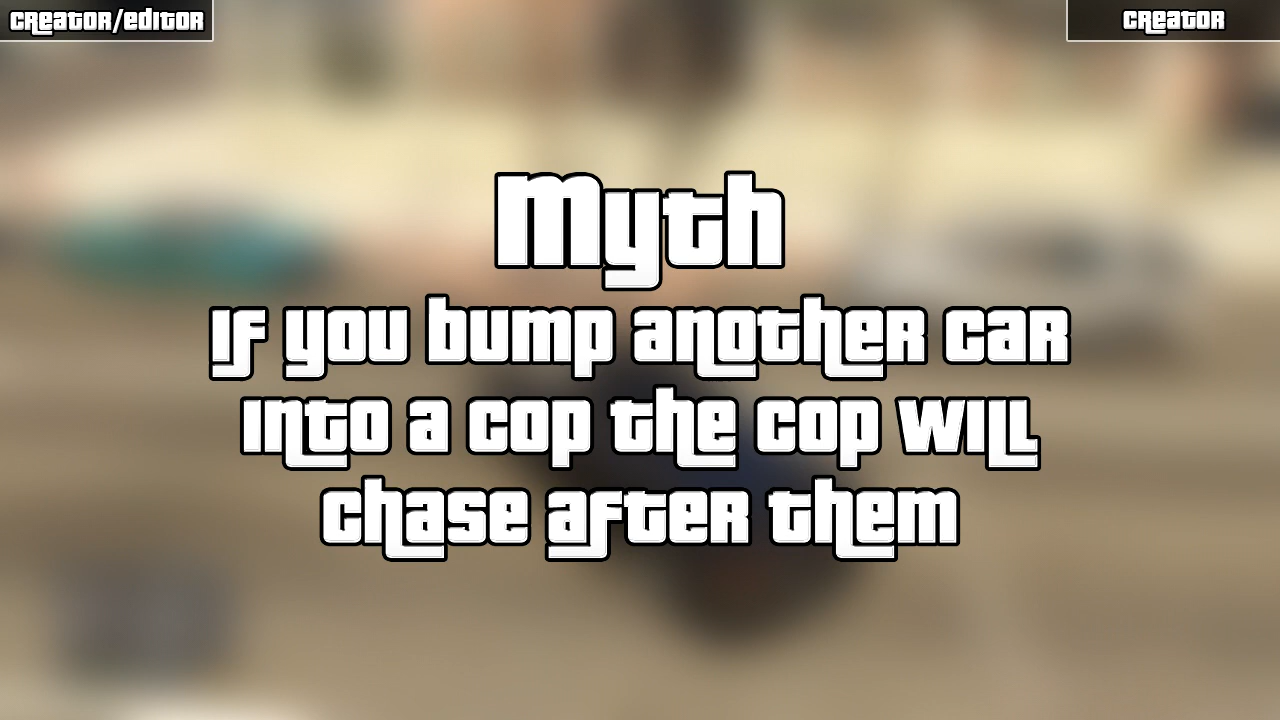 creator/editor
creator
Myth
If you bump another car
into a cop the cop will
chase after them